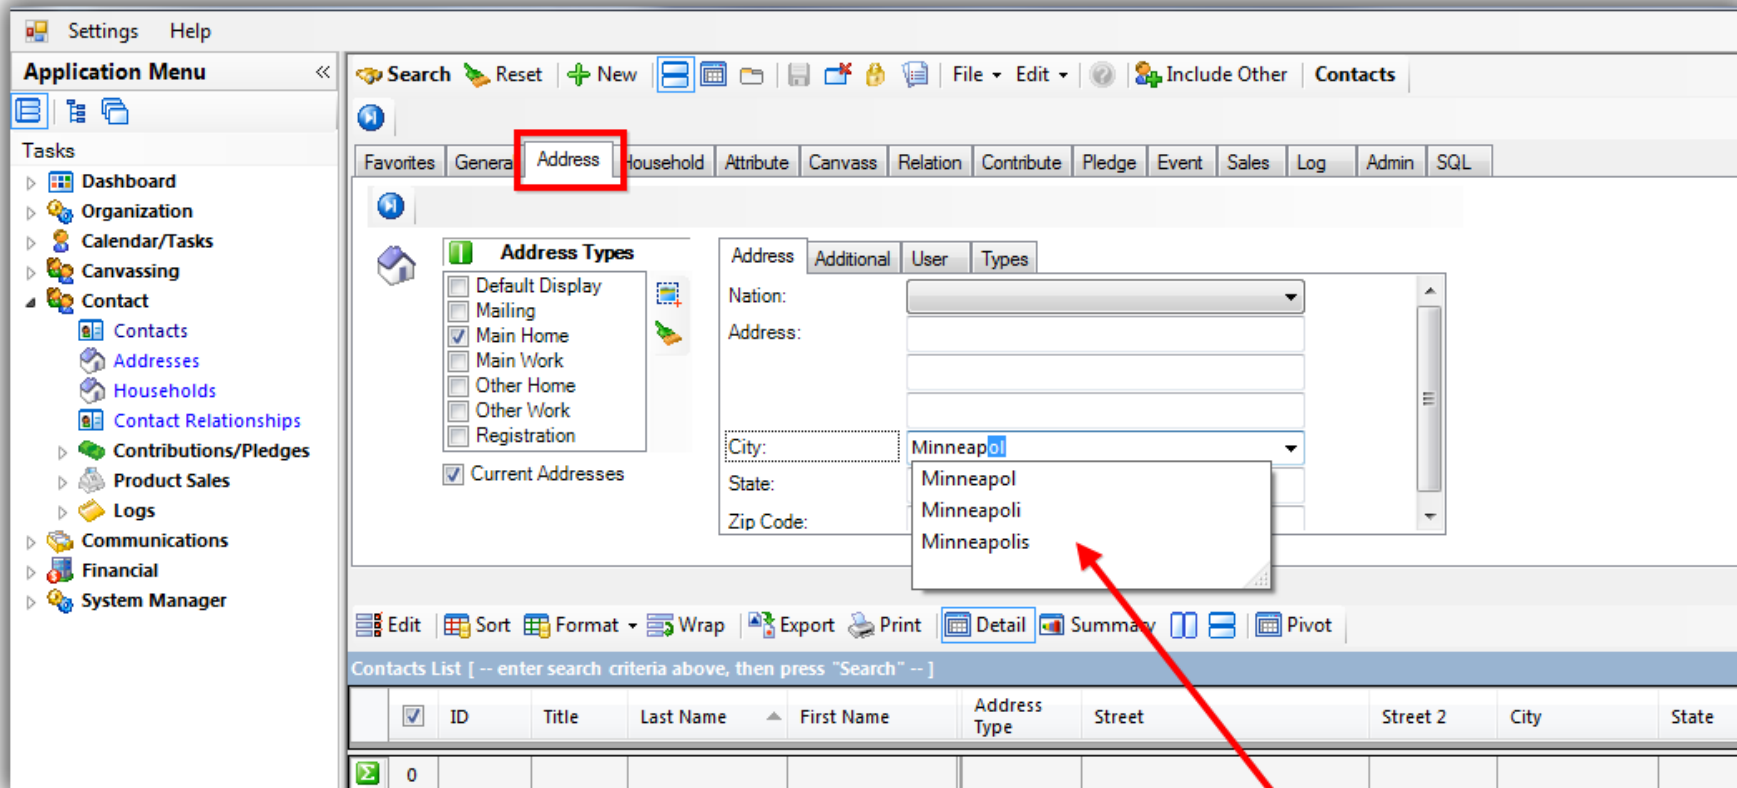 Settings Help
Application Menu «
Search Reset New File Edit Include Other Contacts
Tasks
Dashboard
Organization
Calendar/Tasks
Canvassing
Contact
Contacts
Addresses
Households
Contact Relationships
Contributions/Pledges
Product Sales
Logs
Communications
Financial
System Manager
Favorites Genera Address ousehold Attribute Canvass Relation Contribute Pledge Event Sales Log Admin SQL
Address Types
Default Display
Mailing
Main Home
Main Work
Other Home
Other Work
Registration
Current Addresses
Address Additional User Types
Nation:
Address:
City: Minneapol
State:
Zip Code:
Minneapol
Minneapoli
Minneapolis
Edit Sort Format Wrap Export Print Detail Summary Pivot
Contacts List [ -- enter search criteria above, then press "Search" -- ]
ID Title Last Name First Name Address Type Street Street 2 City State
Σ 0